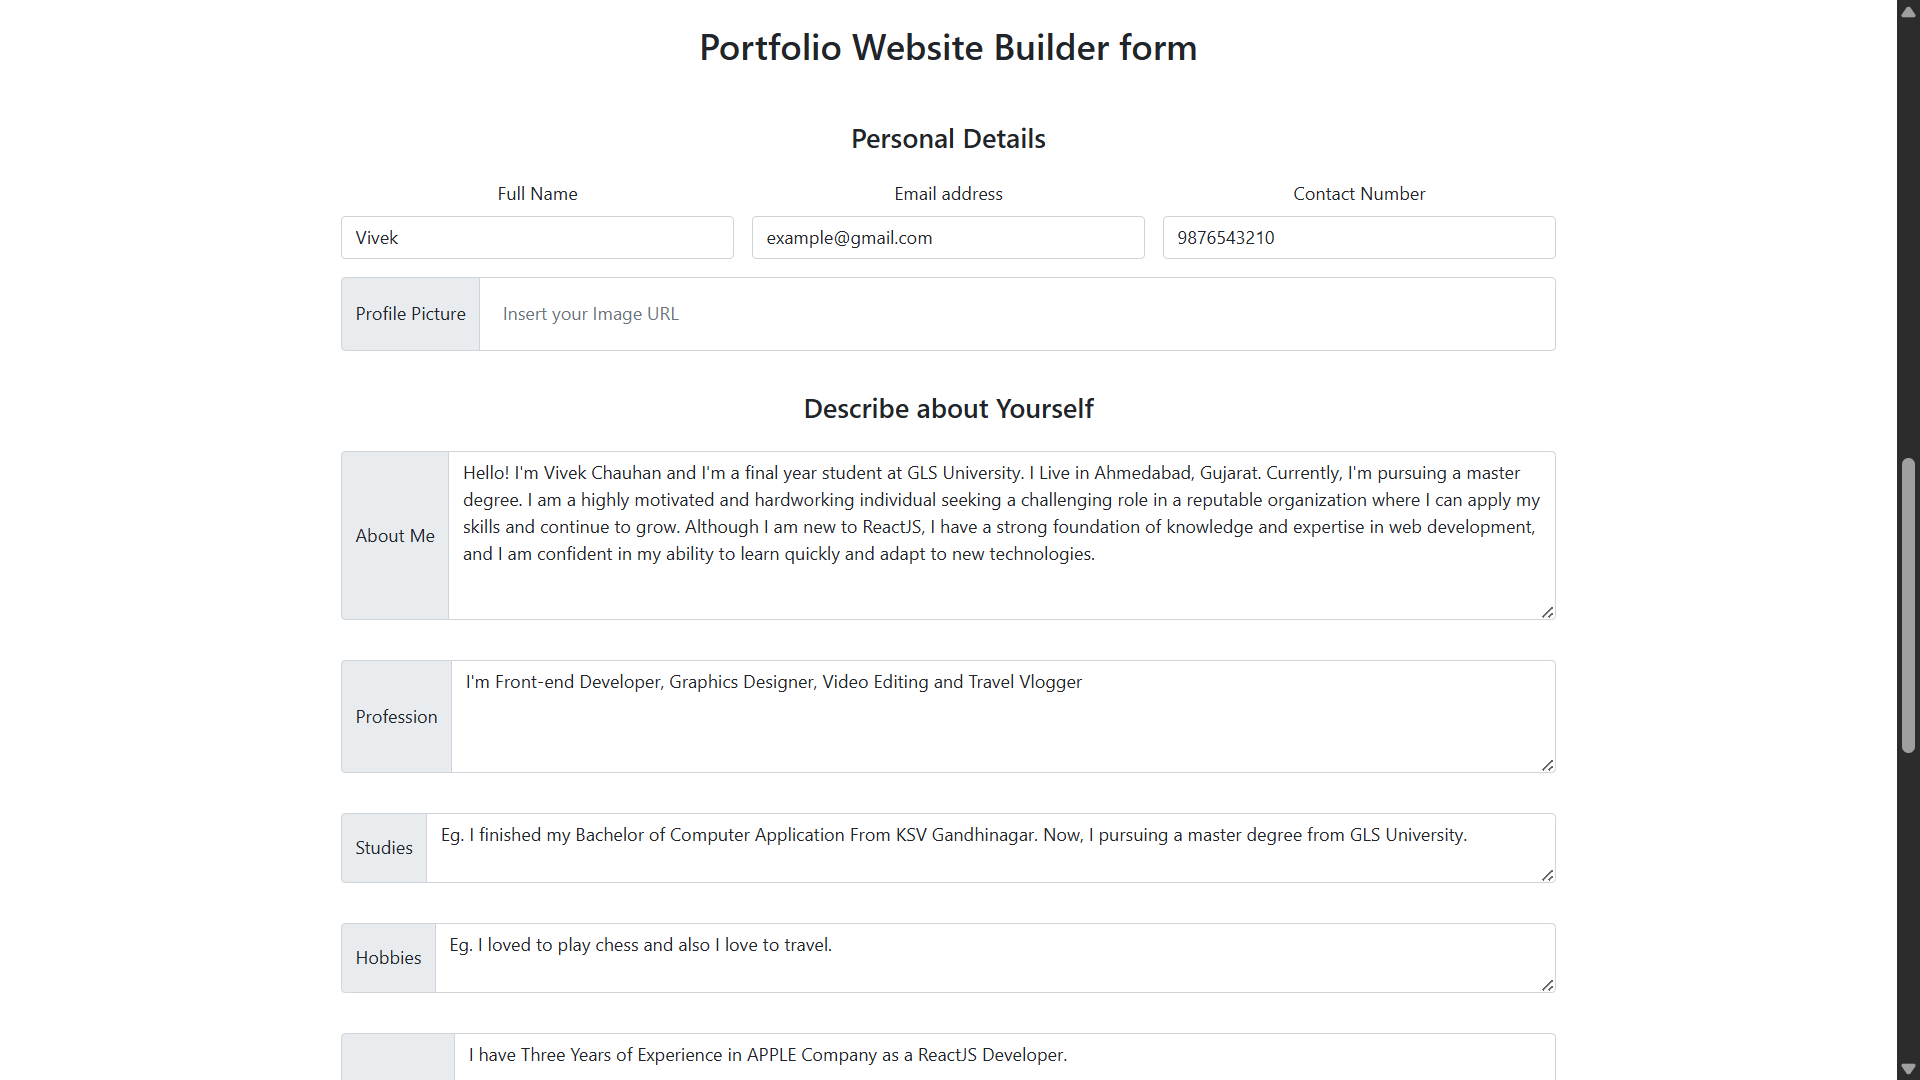 Portfolio Website Builder form
Personal Details
Full Name
Email address
Contact Number
Vivek
example@gmail.com
9876543210
Profile Picture
Insert your Image URL
Describe about Yourself
About Me
Hello! I'm Vivek Chauhan and I'm a final year student at GLS University. I Live in Ahmedabad, Gujarat. Currently, I'm pursuing a master
degree. I am a highly motivated and hardworking individual seeking a challenging role in a reputable organization where I can apply my
skills and continue to grow. Although I am new to ReactJS, I have a strong foundation of knowledge and expertise in web development,
and I am confident in my ability to learn quickly and adapt to new technologies.
Profession
I'm Front-end Developer, Graphics Designer, Video Editing and Travel Vlogger
Studies
Eg. I finished my Bachelor of Computer Application From KSV Gandhinagar. Now, I pursuing a master degree from GLS University.
Hobbies
Eg. I loved to play chess and also I love to travel.
I have Three Years of Experience in APPLE Company as a ReactJS Developer.